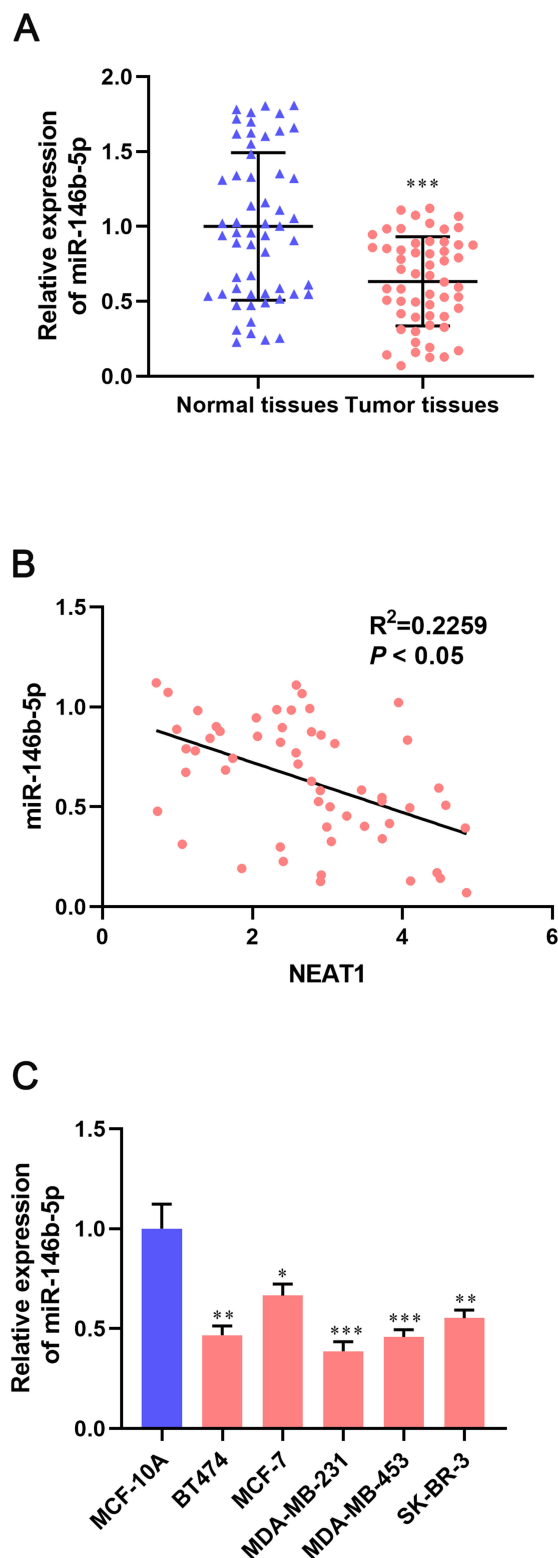 A
Relative expression
of miR-146b-5p
2.0
1.5
1.0
0.5
0.0
***
Normal tissues Tumor tissues
B
miR-146b-5p
1.5
1.0
0.5
0.0
R²=0.2259
P < 0.05
0 2 4 6
NEAT1
C
Relative expression
of miR-146b-5p
1.5
1.0
0.5
0.0
** * *** *** **
MCF-10A
BT474
MCF-7
MDA-MB-231
MDA-MB-453
SK-BR-3